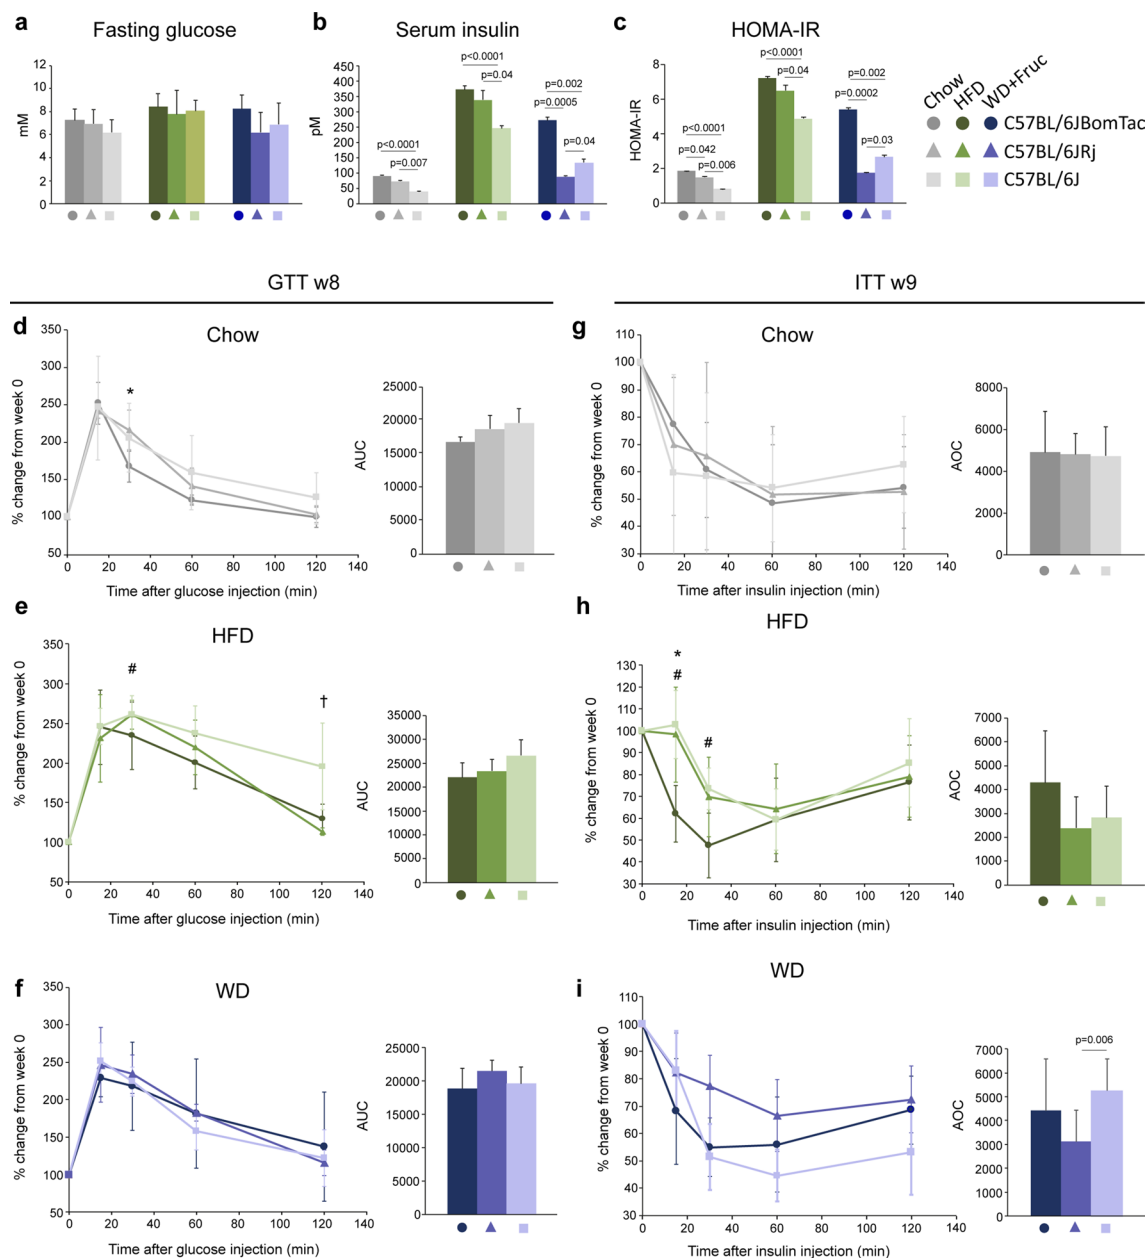 a
Fasting glucose
mM
12
10
8
6
4
2
0
b
Serum insulin
pM
450
400
350
300
250
200
150
100
50
0
p<0.0001
p=0.007
p<0.0001
p=0.04
p=0.002
p=0.0005
p=0.04
c
HOMA-IR
HOMA-IR
8
6
4
2
0
p<0.0001
p=0.042
p=0.006
p<0.0001
p=0.04
p=0.002
p=0.0002
p=0.03
Chow
HFD
WD+Fruc
C57BL/6JBomTac
C57BL/6JRj
C57BL/6J
GTT w8
ITT w9
d
Chow
% change from week 0
350
300
250
200
150
100
50
*
0 20 40 60 80 100 120 140
Time after glucose injection (min)
AUC
25000
20000
15000
10000
5000
0
g
Chow
% change from week 0
110
100
90
80
70
60
50
40
30
0 20 40 60 80 100 120 140
Time after insulin injection (min)
AOC
8000
6000
4000
2000
0
e
HFD
% change from week 0
350
300
250
200
150
100
50
#
†
0 20 40 60 80 100 120 140
Time after glucose injection (min)
AUC
35000
30000
25000
20000
15000
10000
5000
0
h
HFD
% change from week 0
130
120
110
100
90
80
70
60
50
40
30
*
#
#
0 20 40 60 80 100 120 140
Time after insulin injection (min)
AOC
7000
6000
5000
4000
3000
2000
1000
0
f
WD
% change from week 0
350
300
250
200
150
100
50
0 20 40 60 80 100 120 140
Time after glucose injection (min)
AUC
25000
20000
15000
10000
5000
0
i
WD
% change from week 0
110
100
90
80
70
60
50
40
30
0 20 40 60 80 100 120 140
Time after insulin injection (min)
AOC
7000
6000
5000
4000
3000
2000
1000
0
p=0.006